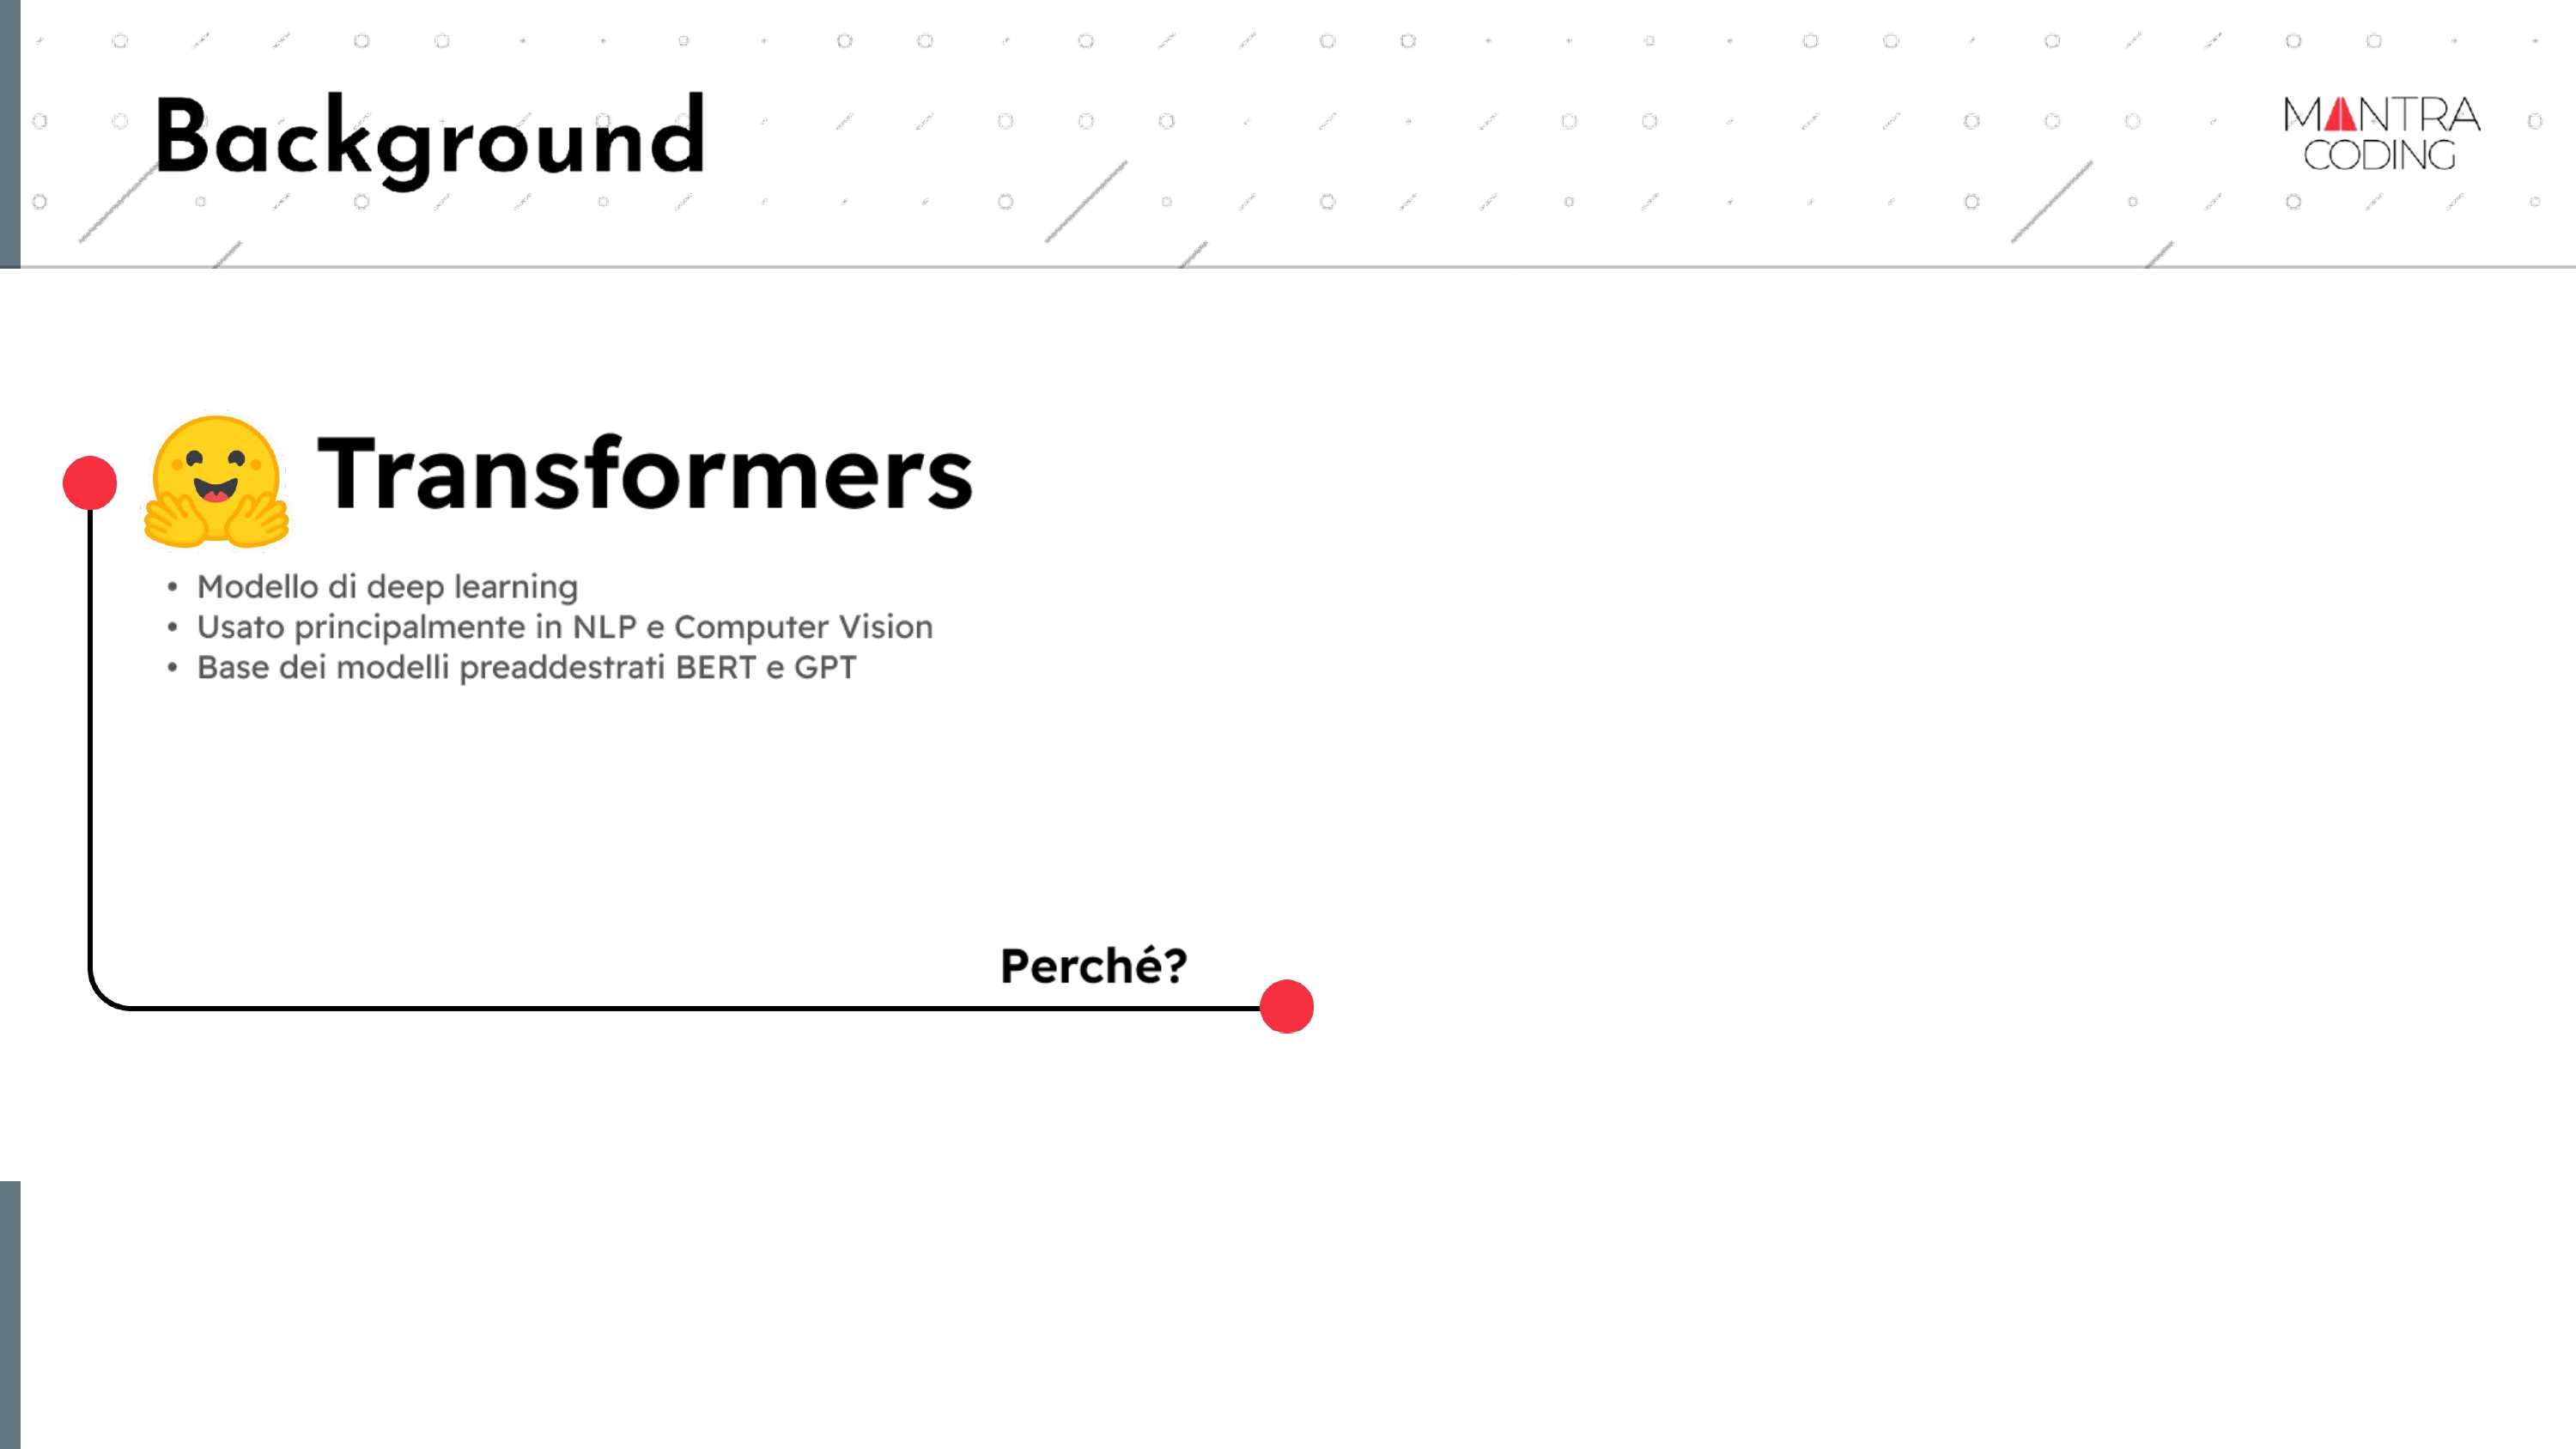 Background
MANTRA
CODING
Transformers
• Modello di deep learning
• Usato principalmente in NLP e Computer Vision
• Base dei modelli preaddestrati BERT e GPT
Perché?